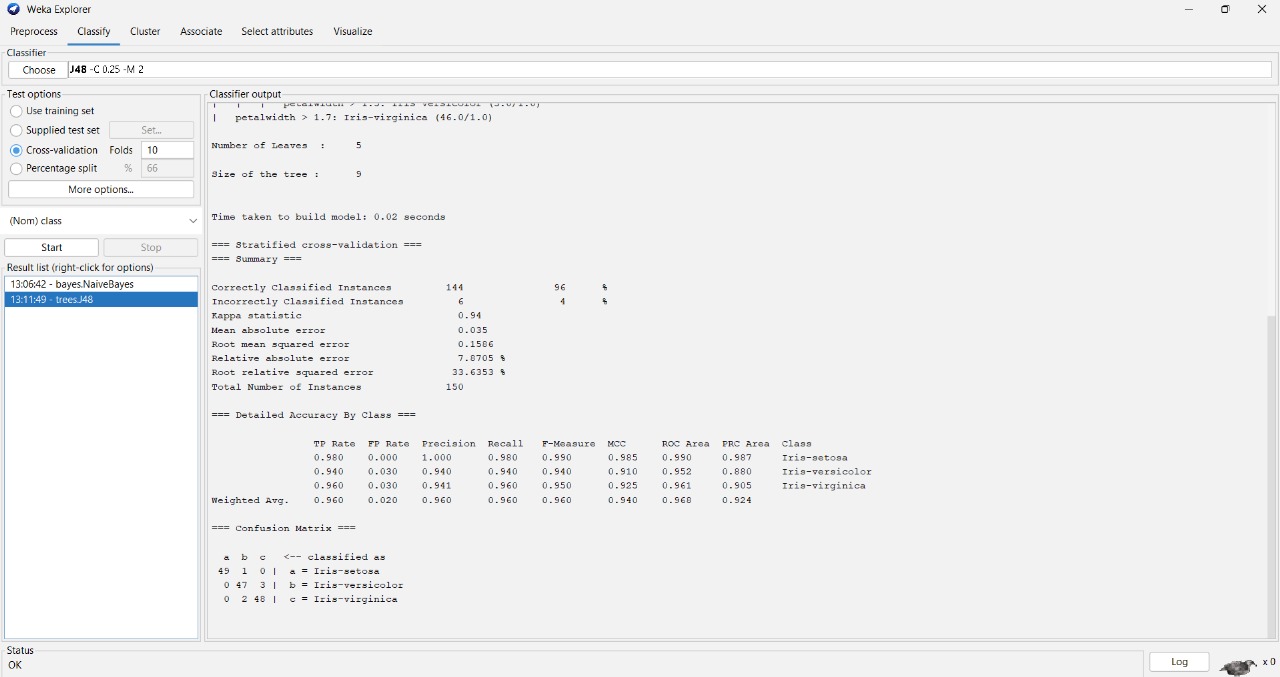 Weka Explorer
Preprocess Classify Cluster Associate Select attributes Visualize
Classifier
Choose J48 -C 0.25 -M 2
Test options
Use training set
Supplied test set Set...
Cross-validation Folds 10
Percentage split % 66
More options...
(Nom) class
Start Stop
Result list (right-click for options)
13:06:42 - bayes.NaiveBayes
13:11:49 - trees.J48
Classifier output
| petalwidth > 1.7: Iris-virginica (46.0/1.0)
Number of Leaves : 5
Size of the tree : 9
Time taken to build model: 0.02 seconds
=== Stratified cross-validation ===
=== Summary ===
Correctly Classified Instances 144 96 %
Incorrectly Classified Instances 6 4 %
Kappa statistic 0.94
Mean absolute error 0.035
Root mean squared error 0.1586
Relative absolute error 7.8705 %
Root relative squared error 33.6353 %
Total Number of Instances 150
=== Detailed Accuracy By Class ===
TP Rate FP Rate Precision Recall F-Measure MCC ROC Area PRC Area Class
0.980 0.000 1.000 0.980 0.990 0.985 0.990 0.987 Iris-setosa
0.940 0.030 0.940 0.940 0.940 0.910 0.952 0.880 Iris-versicolor
0.960 0.030 0.941 0.960 0.950 0.925 0.961 0.905 Iris-virginica
Weighted Avg. 0.960 0.020 0.960 0.960 0.960 0.940 0.968 0.924
=== Confusion Matrix ===
a b c <-- classified as
49 1 0 | a = Iris-setosa
0 47 3 | b = Iris-versicolor
0 2 48 | c = Iris-virginica
Status
OK
Log x 0